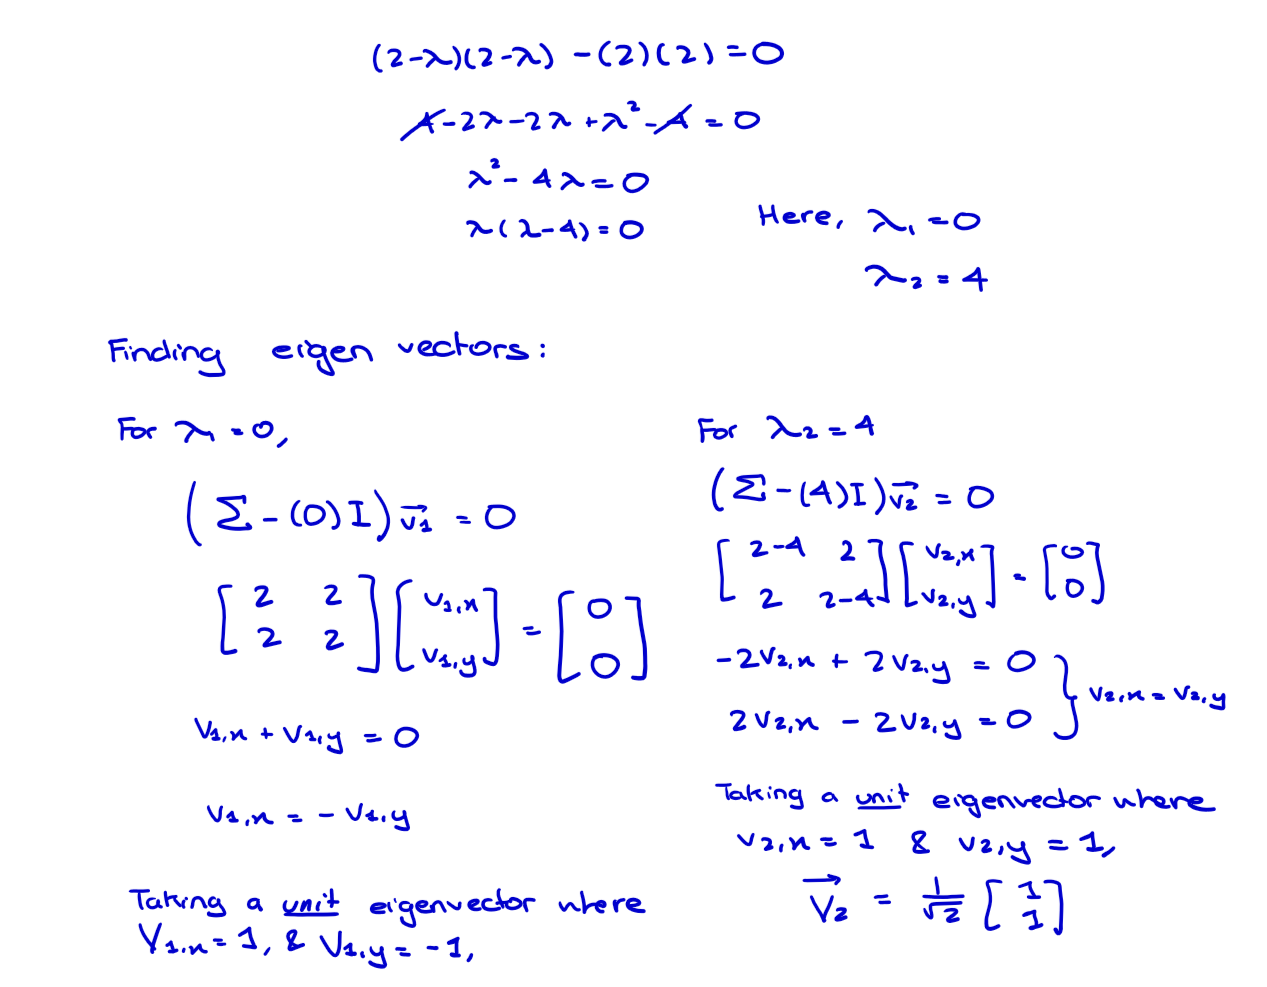 (2-λ)(2-λ) - (2)(2) = 0
4-2λ-2λ+λ²-4 = 0
λ² - 4λ = 0
λ(λ-4) = 0
Here, λ₁ = 0
λ₂ = 4
Finding eigen vectors:
For λ₁ = 0,
(Σ - (0)I) v₁⃗ = 0
[2 2; 2 2] [v₁,x; v₁,y] = [0; 0]
v₁,x + v₁,y = 0
v₁,x = - v₁,y
Taking a unit eigenvector where
v₁,x = 1, & v₁,y = -1,
For λ₂ = 4
(Σ - (4)I) v₂⃗ = 0
[2-4 2; 2 2-4] [v₂,x; v₂,y] = [0; 0]
-2v₂,x + 2v₂,y = 0
2v₂,x - 2v₂,y = 0 } v₂,x = v₂,y
Taking a unit eigenvector where
v₂,x = 1 & v₂,y = 1,
v₂⃗ = 1/√2 [1; 1]